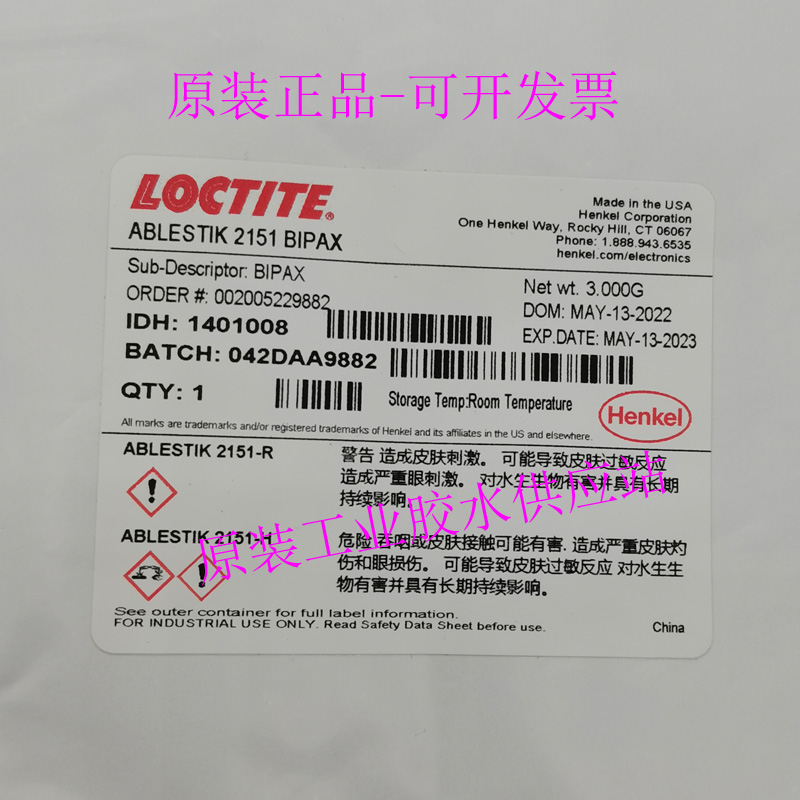 原装正品-可开发票
LOCTITE®
ABLESTIK 2151 BIPAX
Made in the USA
Henkel Corporation
One Henkel Way, Rocky Hill, CT 06067
Phone: 1.888.943.6535
henkel.com/electronics
Sub-Descriptor: BIPAX
ORDER #: 002005229882
IDH: 1401008
BATCH: 042DAA9882
QTY: 1
Net wt. 3.000G
DOM: MAY-13-2022
EXP.DATE: MAY-13-2023
Storage Temp:Room Temperature
Henkel
All marks are trademarks and/or registered trademarks of Henkel and its affiliates in the US and elsewhere.
ABLESTIK 2151-R
警告 造成皮肤刺激。 可能导致皮肤过敏反应
造成严重眼刺激。 对水生生物有害并具有长期
持续影响。
原装工业胶水供应站
ABLESTIK 2151-H
危险 吞咽或皮肤接触可能有害. 造成严重皮肤灼
伤和眼损伤。 可能导致皮肤过敏反应 对水生生
物有害并具有长期持续影响。
See outer container for full label information.
FOR INDUSTRIAL USE ONLY. Read Safety Data Sheet before use.
China